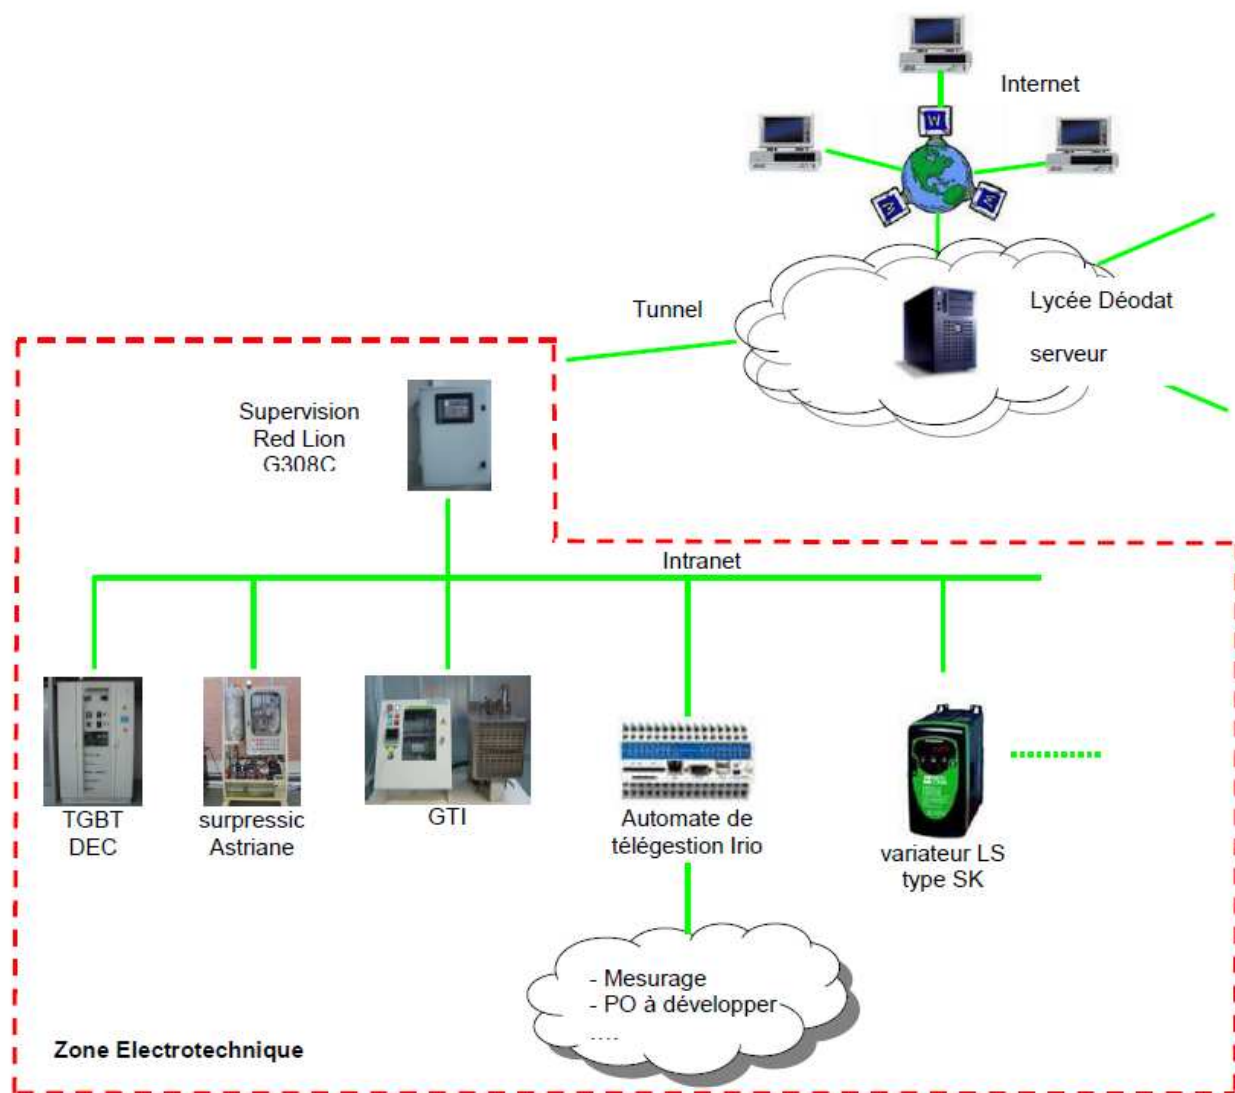 Internet
Tunnel
Lycée Déodat
serveur
Supervision
Red Lion
G308C
Intranet
TGBT
DEC
surpressic
Astriane
GTI
Automate de
télégestion Irio
variateur LS
type SK
- Mesurage
- PO à développer
....
Zone Electrotechnique